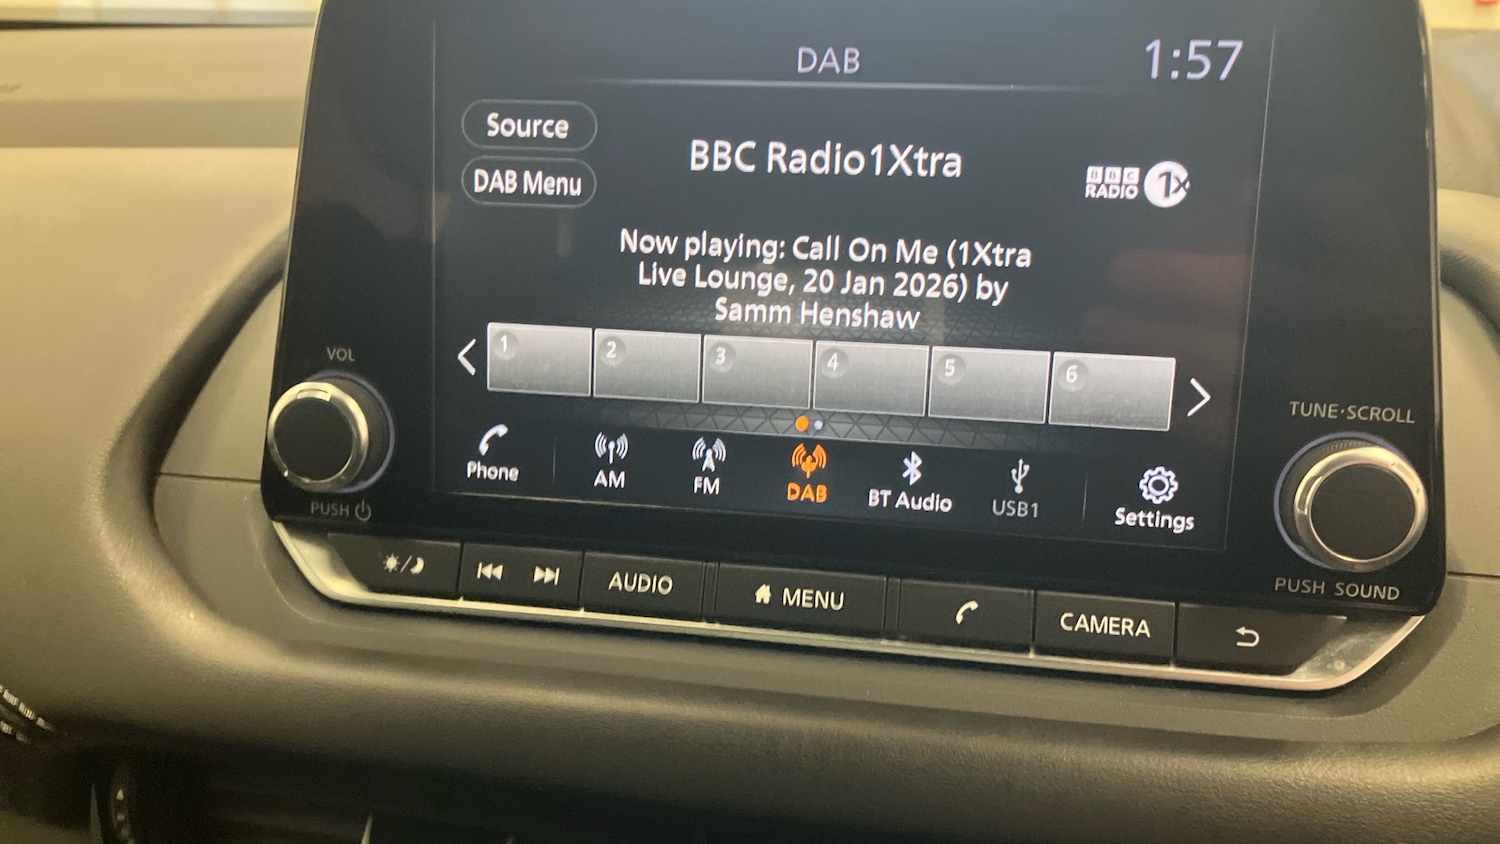 DAB
1:57
Source
BBC Radio1Xtra
DAB Menu
BBC
RADIO
1X
Now playing: Call On Me (1Xtra
Live Lounge, 20 Jan 2026) by
Samm Henshaw
1 2 3 4 5 6
VOL
TUNE·SCROLL
Phone AM FM DAB BT Audio USB1 Settings
PUSH
PUSH SOUND
AUDIO
MENU
CAMERA